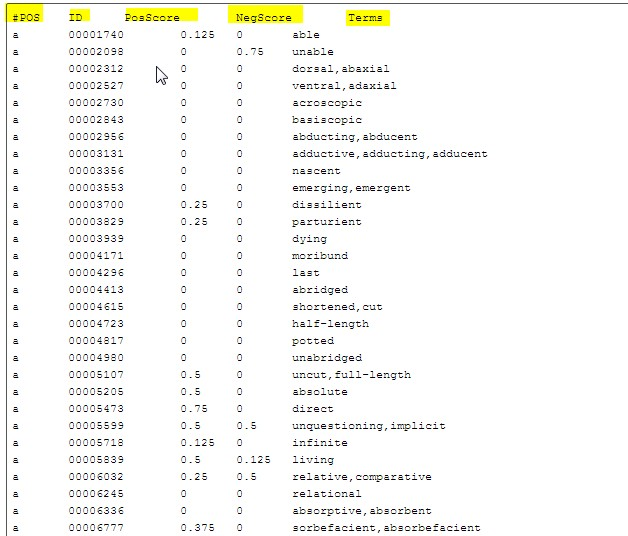 #POS ID PosScore NegScore Terms
a 00001740 0.125 0 able
a 00002098 0 0.75 unable
a 00002312 0 0 dorsal,abaxial
a 00002527 0 0 ventral,adaxial
a 00002730 0 0 acroscopic
a 00002843 0 0 basiscopic
a 00002956 0 0 abducting,abducent
a 00003131 0 0 adductive,adducting,adducent
a 00003356 0 0 nascent
a 00003553 0 0 emerging,emergent
a 00003700 0.25 0 dissilient
a 00003829 0.25 0 parturient
a 00003939 0 0 dying
a 00004171 0 0 moribund
a 00004296 0 0 last
a 00004413 0 0 abridged
a 00004615 0 0 shortened,cut
a 00004723 0 0 half-length
a 00004817 0 0 potted
a 00004980 0 0 unabridged
a 00005107 0.5 0 uncut,full-length
a 00005205 0.5 0 absolute
a 00005473 0.75 0 direct
a 00005599 0.5 0.5 unquestioning,implicit
a 00005718 0.125 0 infinite
a 00005839 0.5 0.125 living
a 00006032 0.25 0.5 relative,comparative
a 00006245 0 0 relational
a 00006336 0 0 absorptive,absorbent
a 00006777 0.375 0 sorbefacient,absorbefacient